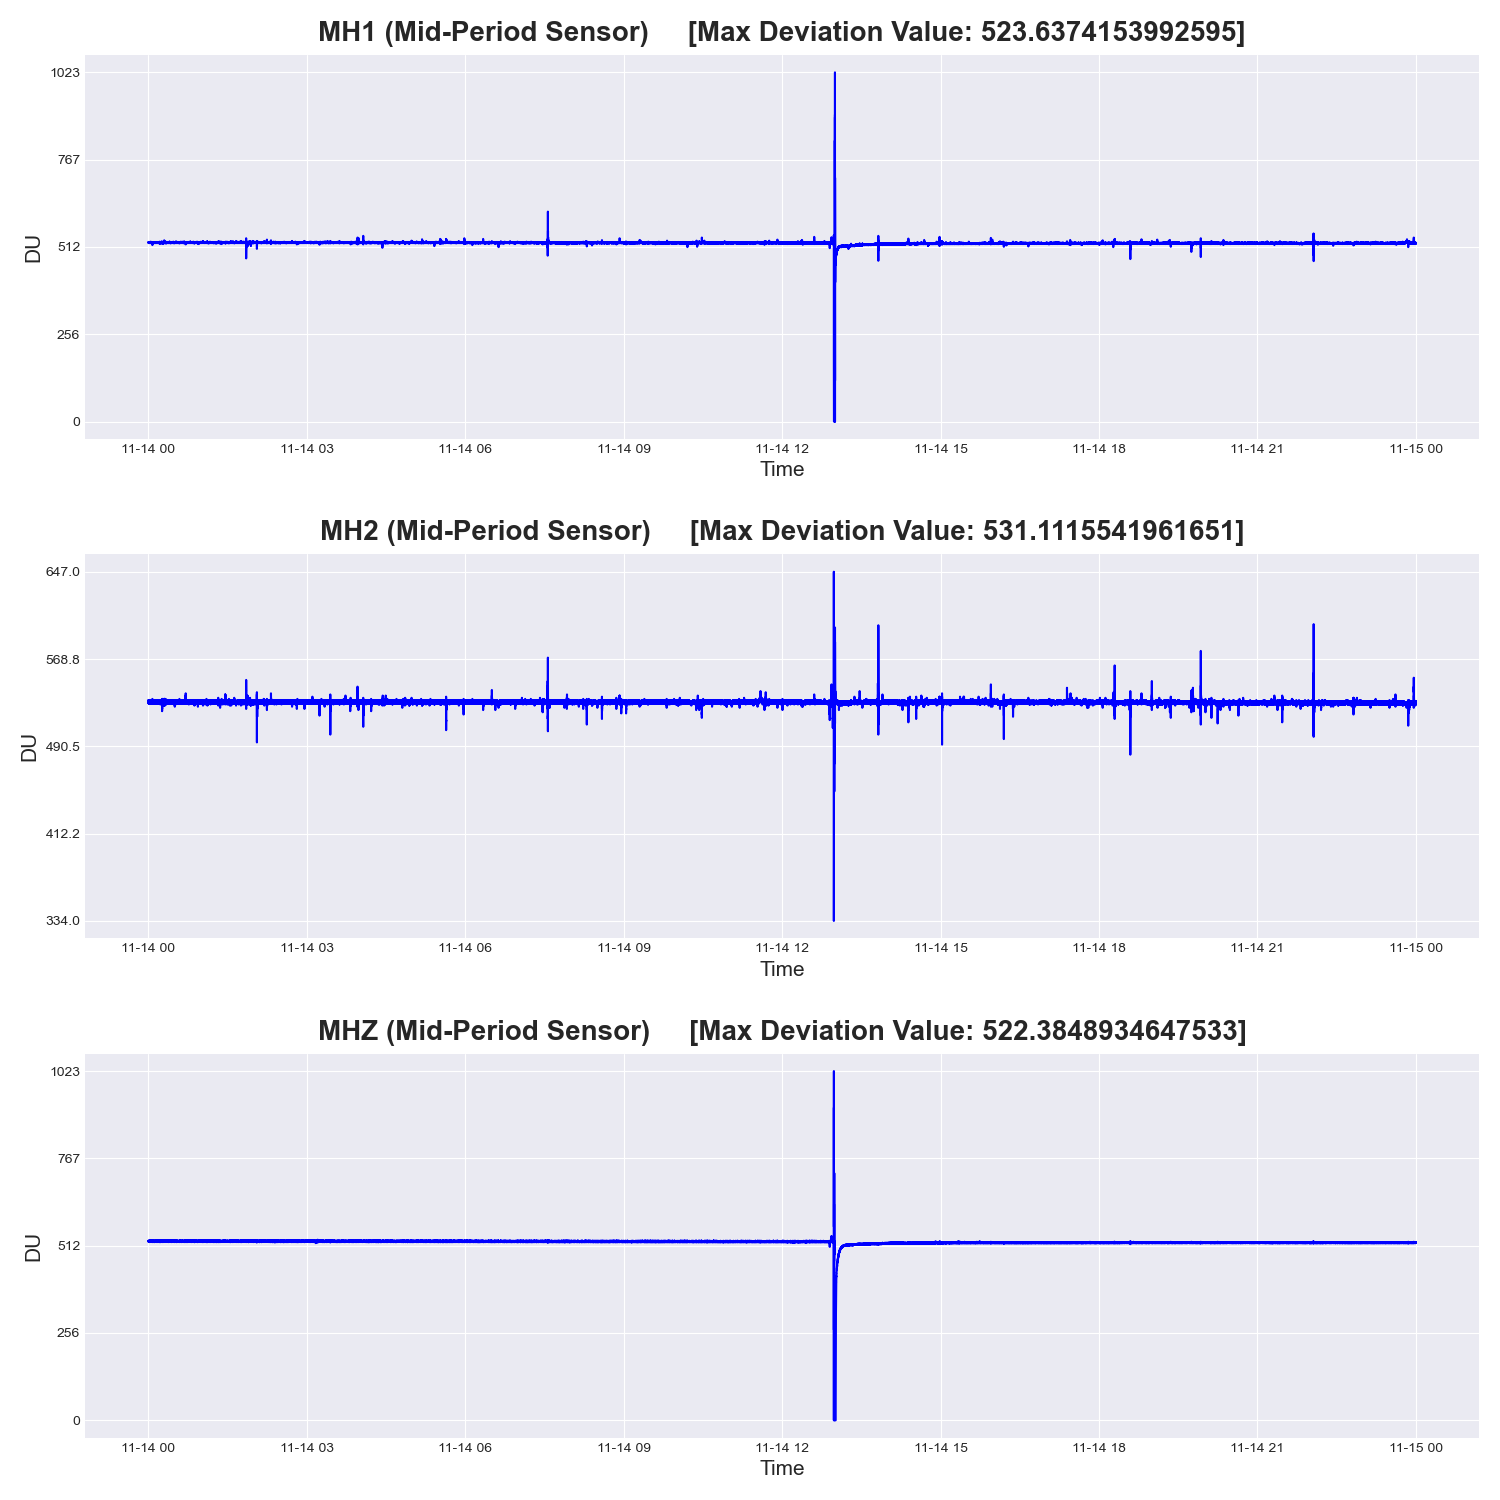 MH1 (Mid-Period Sensor) [Max Deviation Value: 523.6374153992595]
1023
767
512
256
0
DU
11-14 00 11-14 03 11-14 06 11-14 09 11-14 12 11-14 15 11-14 18 11-14 21 11-15 00
Time
MH2 (Mid-Period Sensor) [Max Deviation Value: 531.1115541961651]
647.0
568.8
490.5
412.2
334.0
DU
11-14 00 11-14 03 11-14 06 11-14 09 11-14 12 11-14 15 11-14 18 11-14 21 11-15 00
Time
MHZ (Mid-Period Sensor) [Max Deviation Value: 522.3848934647533]
1023
767
512
256
0
DU
11-14 00 11-14 03 11-14 06 11-14 09 11-14 12 11-14 15 11-14 18 11-14 21 11-15 00
Time